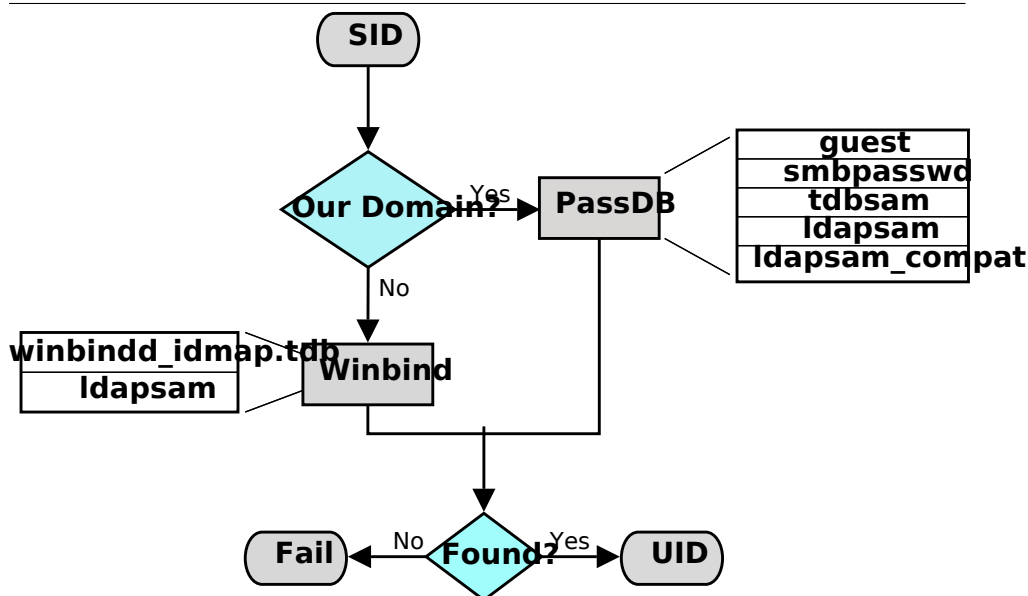 SID
guest
smbpasswd
Our Domain?
Yes
PassDB
tdbsam
ldapsam
ldapsam_compat
No
winbindd_idmap.tdb
Winbind
ldapsam
Fail
No
Found?
Yes
UID